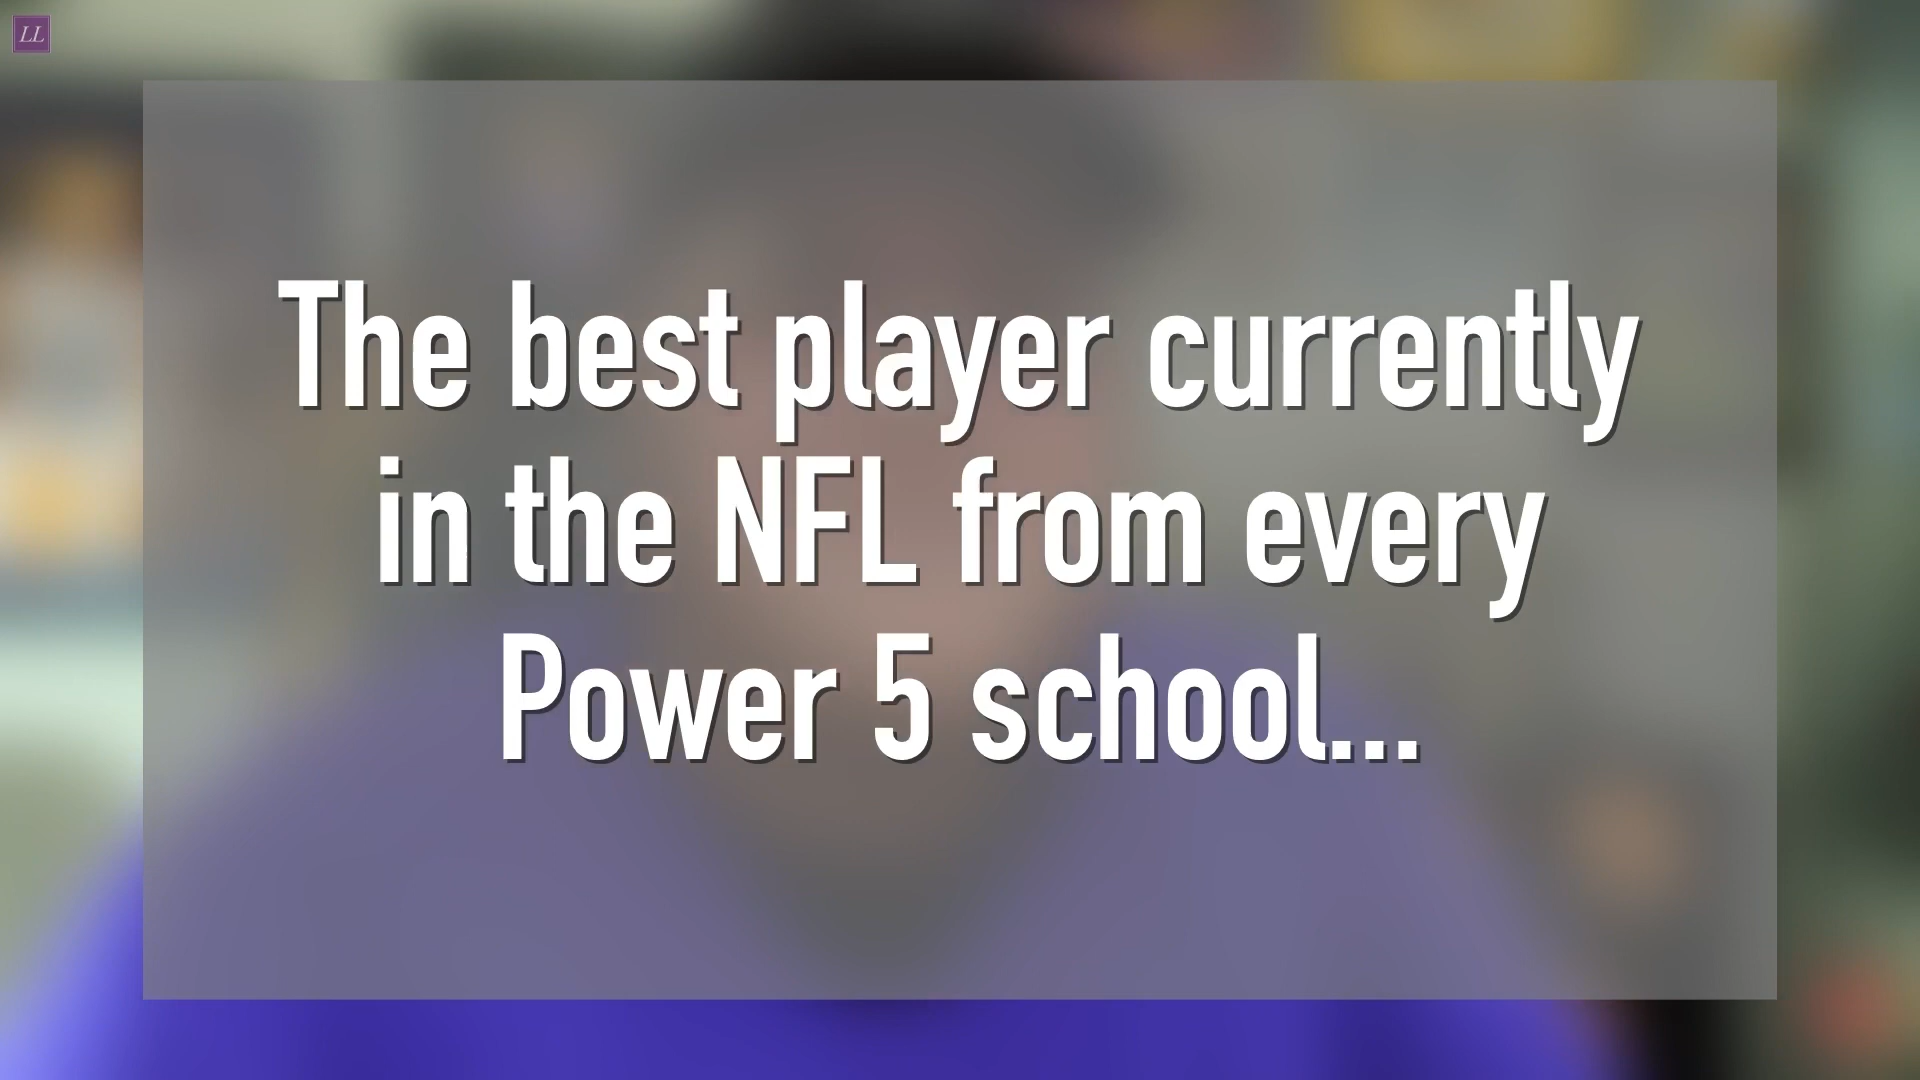 LL
The best player currently
in the NFL from every
Power 5 school...